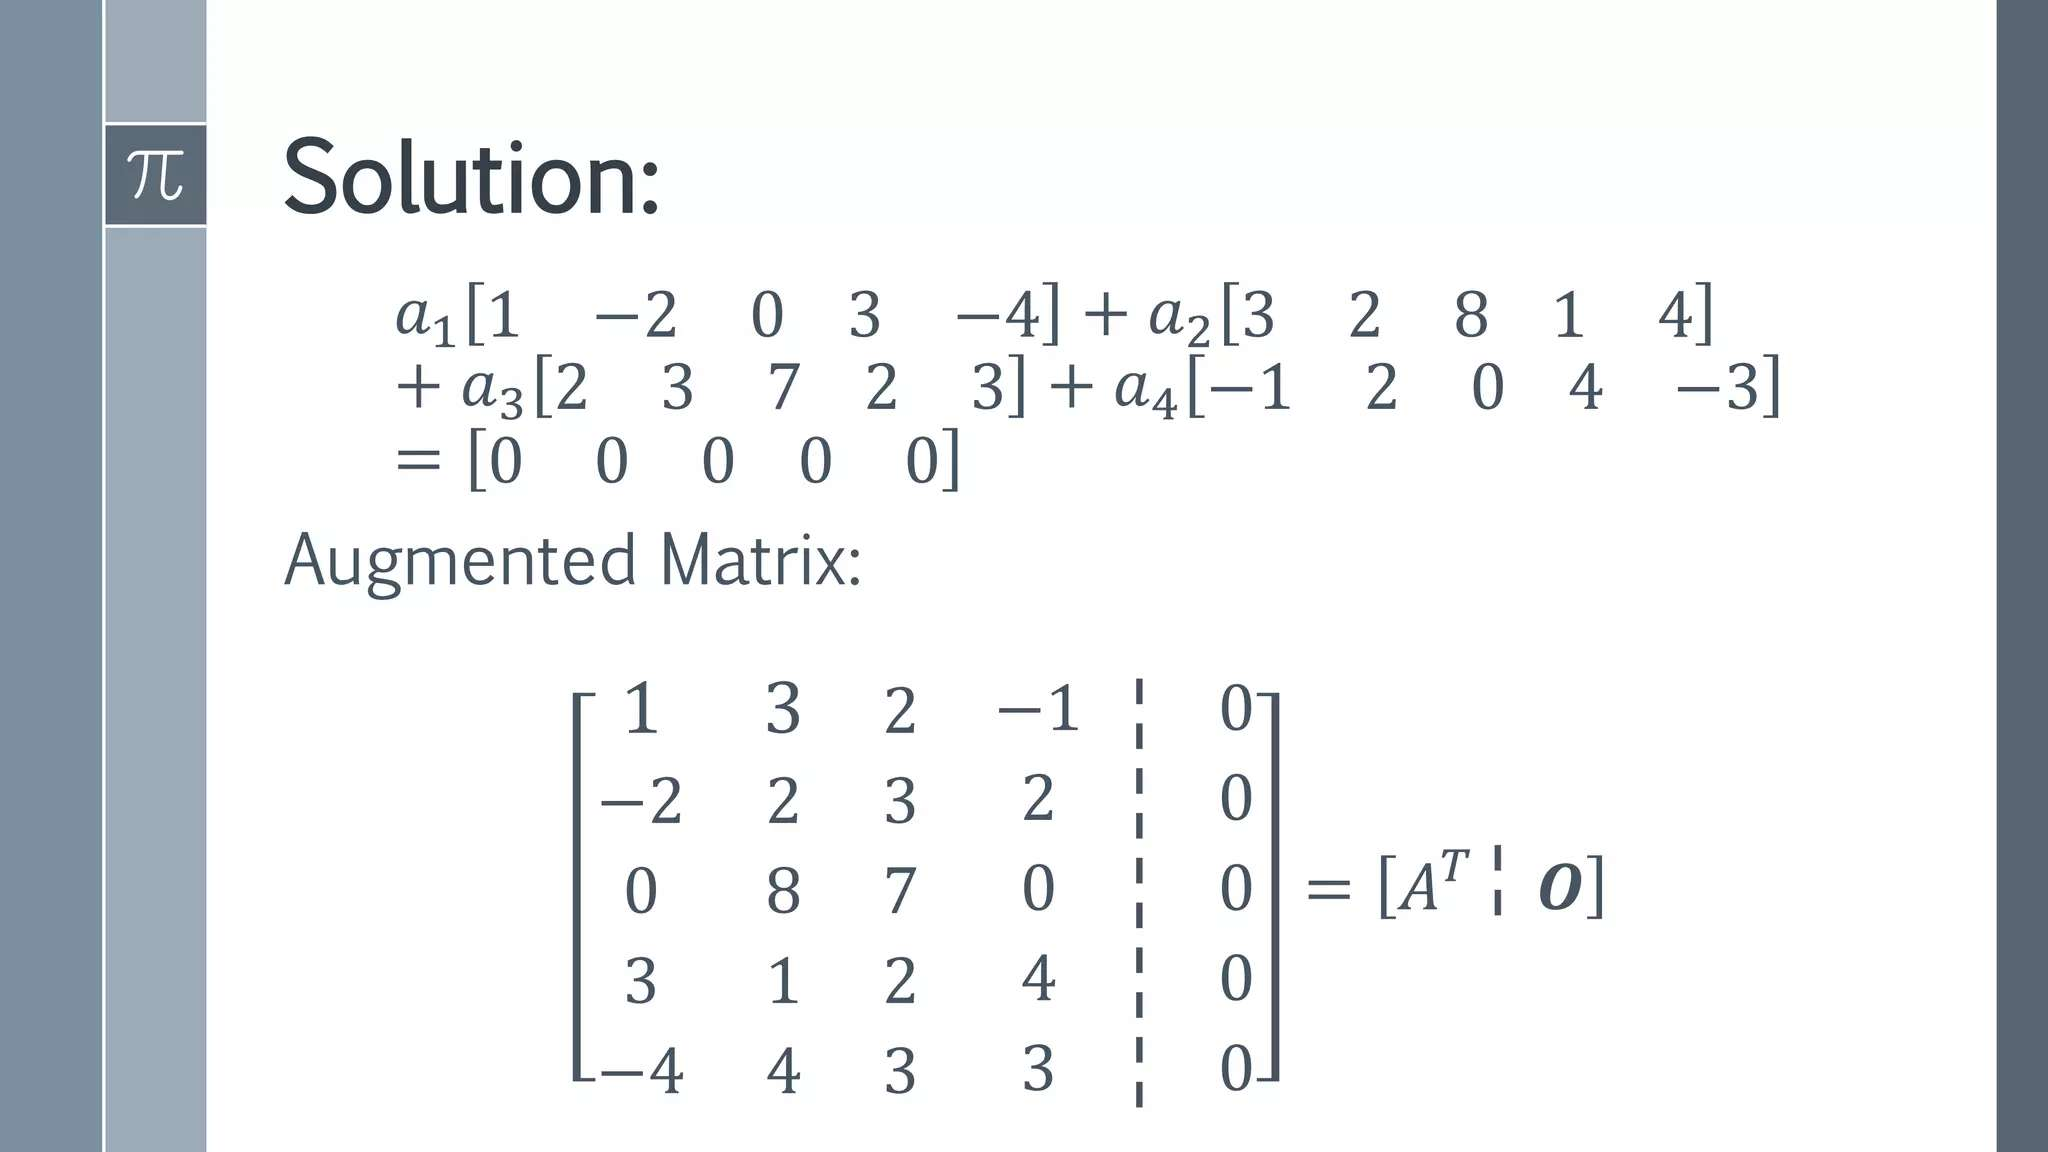 π
Solution:
a₁[1 −2 0 3 −4] + a₂[3 2 8 1 4]
+ a₃[2 3 7 2 3] + a₄[−1 2 0 4 −3]
= [0 0 0 0 0]
Augmented Matrix:
[1 3 2 −1 ¦ 0
−2 2 3 2 ¦ 0
0 8 7 0 ¦ 0 ] = [Aᵀ ¦ O]
3 1 2 4 ¦ 0
−4 4 3 3 ¦ 0